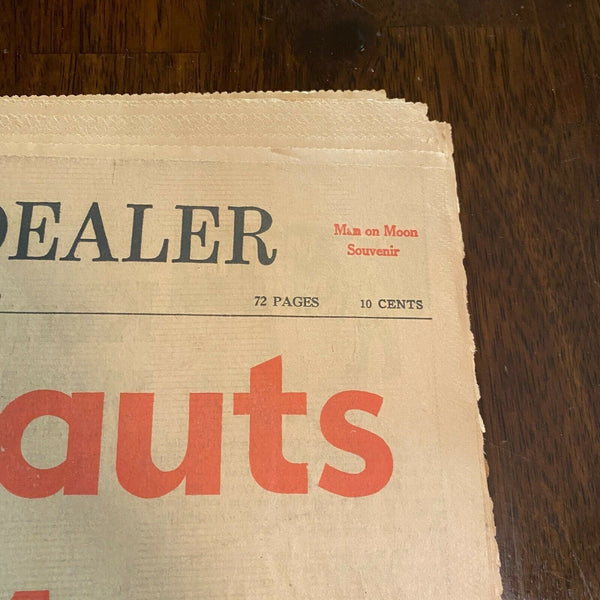 DEALER
Man on Moon
Souvenir
72 PAGES 10 CENTS
auts